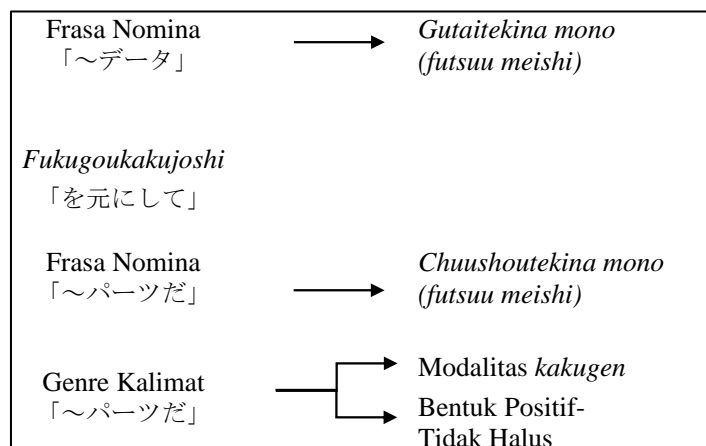 Frasa Nomina
「～データ」
Gutaitekina mono
(futsuu meishi)
Fukugoukakujoshi
「を元にして」
Frasa Nomina
「～パーツだ」
Chuushoutekina mono
(futsuu meishi)
Genre Kalimat
「～パーツだ」
Modalitas kakugen
Bentuk Positif-
Tidak Halus